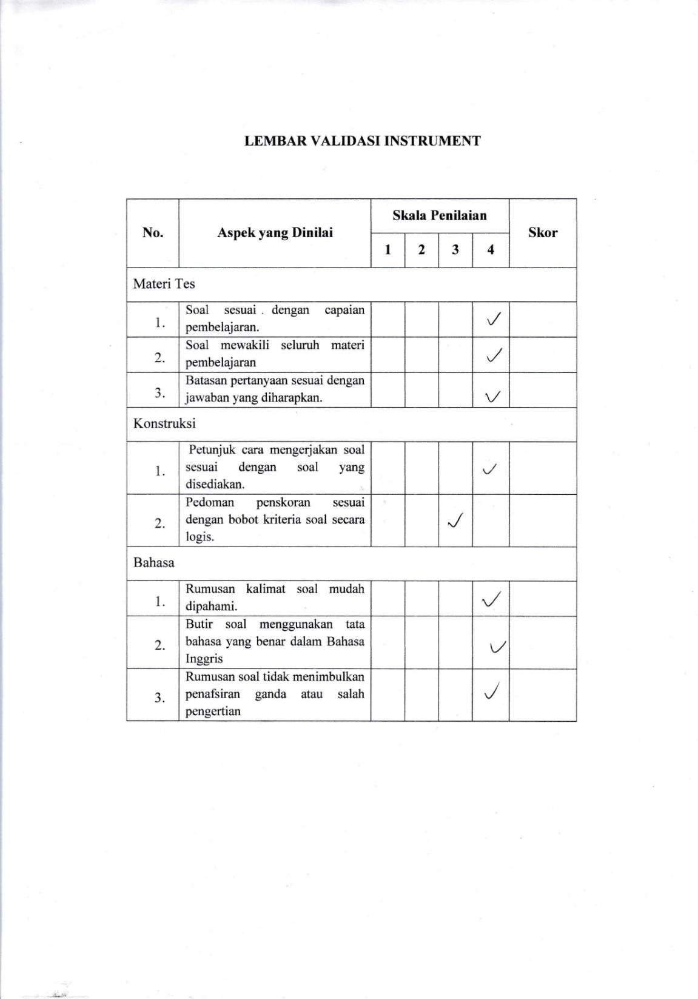 LEMBAR VALIDASI INSTRUMENT
No.
Aspek yang Dinilai
Skala Penilaian
Skor
1 2 3 4
Materi Tes
1.
Soal sesuai . dengan capaian
pembelajaran.
✓
2.
Soal mewakili seluruh materi
pembelajaran
✓
3.
Batasan pertanyaan sesuai dengan
jawaban yang diharapkan.
✓
Konstruksi
1.
Petunjuk cara mengerjakan soal
sesuai dengan soal yang
disediakan.
✓
2.
Pedoman penskoran sesuai
dengan bobot kriteria soal secara
logis.
✓
Bahasa
1.
Rumusan kalimat soal mudah
dipahami.
✓
2.
Butir soal menggunakan tata
bahasa yang benar dalam Bahasa
Inggris
✓
3.
Rumusan soal tidak menimbulkan
penafsiran ganda atau salah
pengertian
✓